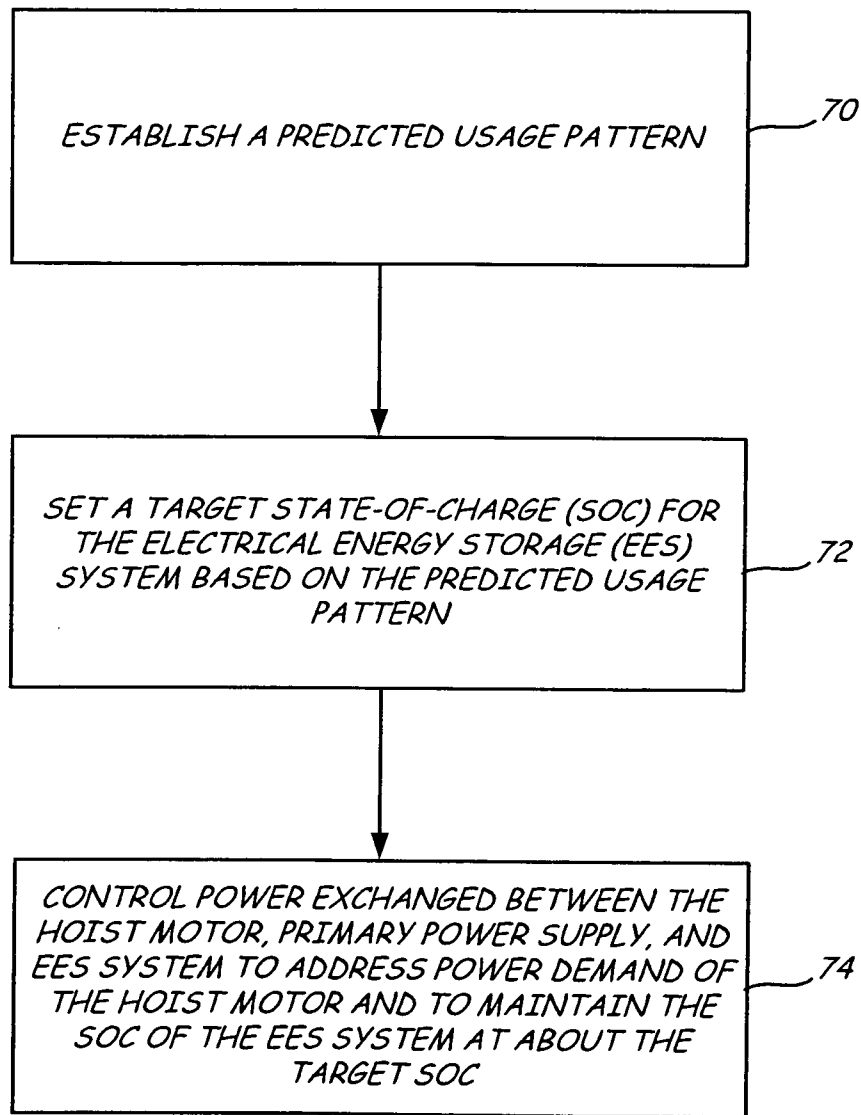 ESTABLISH A PREDICTED USAGE PATTERN
70
SET A TARGET STATE-OF-CHARGE (SOC) FOR
THE ELECTRICAL ENERGY STORAGE (EES)
SYSTEM BASED ON THE PREDICTED USAGE
PATTERN
72
CONTROL POWER EXCHANGED BETWEEN THE
HOIST MOTOR, PRIMARY POWER SUPPLY, AND
EES SYSTEM TO ADDRESS POWER DEMAND OF
THE HOIST MOTOR AND TO MAINTAIN THE
SOC OF THE EES SYSTEM AT ABOUT THE
TARGET SOC
74